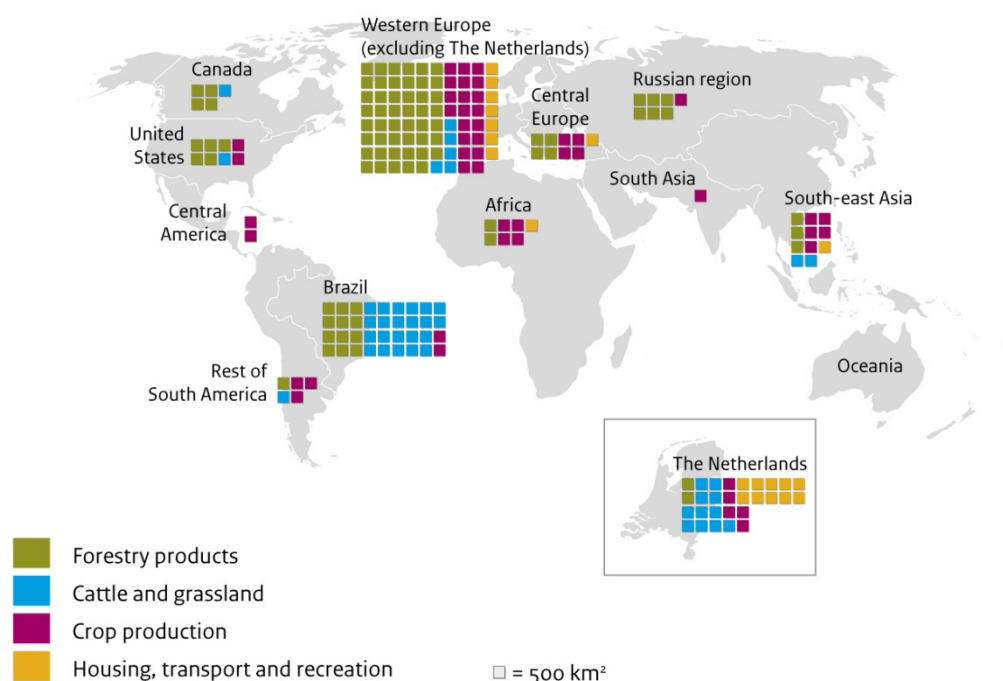 Western Europe
(excluding The Netherlands)
Canada
Russian region
Central
Europe
United
States
South Asia
South-east Asia
Central
America
Africa
Brazil
Rest of
South America
Oceania
The Netherlands
Forestry products
Cattle and grassland
Crop production
Housing, transport and recreation
= 500 km²